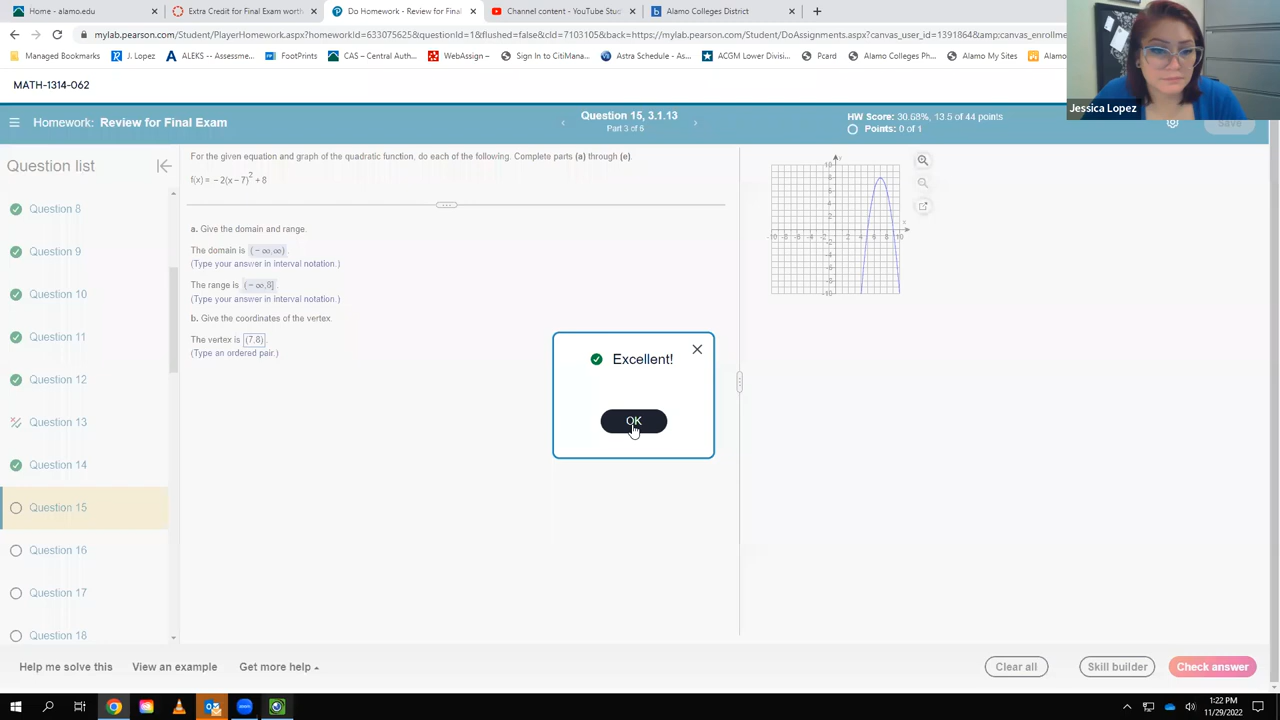 Home - alamo.edu
Extra Credit for Final Exam worth
Do Homework - Review for Final
Channel content - YouTube Stud
Alamo Colleges District
mylab.pearson.com/Student/PlayerHomework.aspx?homeworkId=633075625&questionId=1&flushed=false&cId=7103105&back=https://mylab.pearson.com/Student/DoAssignments.aspx?canvas_user_id=1391864&amp;canvas_enrollme
Managed Bookmarks
J. Lopez
ALEKS -- Assessme...
FootPrints
CAS – Central Auth...
WebAssign –
Sign In to CitiMana...
Astra Schedule - As...
ACGM Lower Divisi...
Pcard
Alamo Colleges Ph...
Alamo My Sites
Alamo
Jessica Lopez
MATH-1314-062
Homework: Review for Final Exam
Question 15, 3.1.13
Part 3 of 6
HW Score: 30.68%, 13.5 of 44 points
Points: 0 of 1
Save
Question list
Question 8
Question 9
Question 10
Question 11
Question 12
Question 13
Question 14
Question 15
Question 16
Question 17
Question 18
For the given equation and graph of the quadratic function, do each of the following. Complete parts (a) through (e).
f(x) = −2(x−7)² + 8
a. Give the domain and range.
The domain is (−∞,∞).
(Type your answer in interval notation.)
The range is (−∞,8].
(Type your answer in interval notation.)
b. Give the coordinates of the vertex.
The vertex is (7,8).
(Type an ordered pair.)
Excellent!
OK
Help me solve this
View an example
Get more help
Clear all
Skill builder
Check answer
1:22 PM
11/29/2022